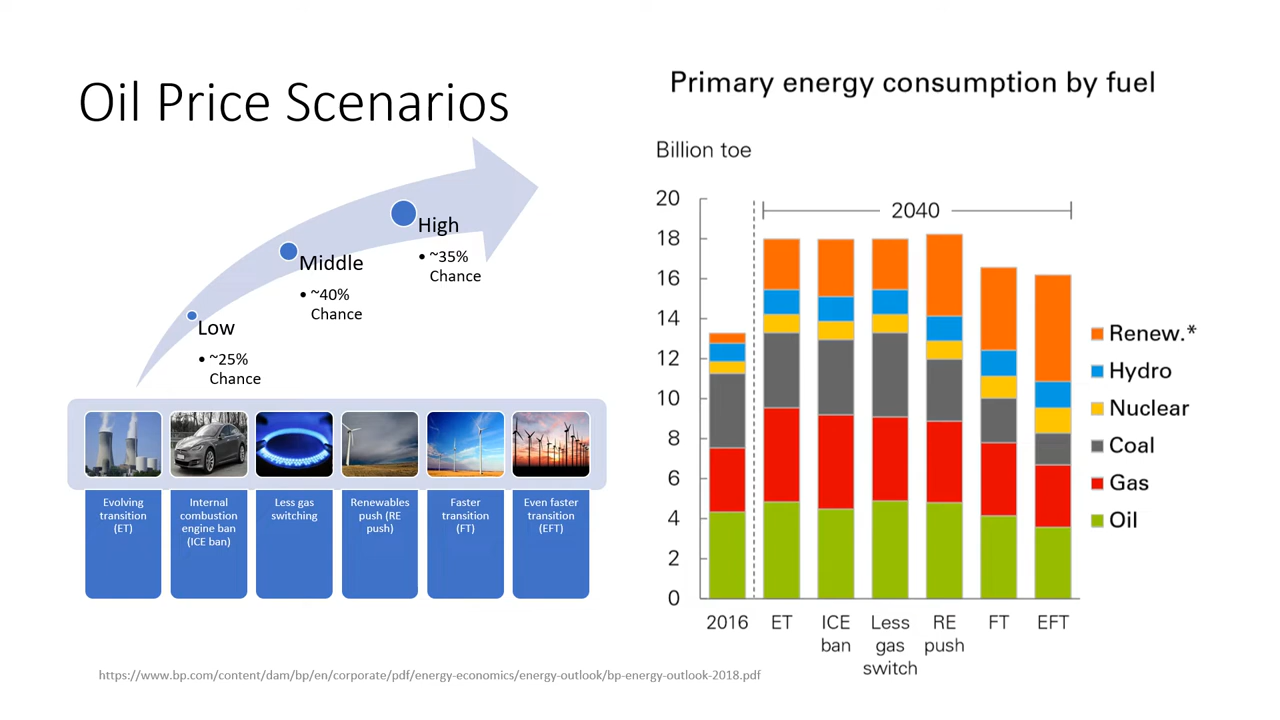 Oil Price Scenarios
High
• ~35%
Chance
Middle
• ~40%
Chance
Low
• ~25%
Chance
Evolving
transition
(ET)
Internal
combustion
engine ban
(ICE ban)
Less gas
switching
Renewables
push (RE
push)
Faster
transition
(FT)
Even faster
transition
(EFT)
Primary energy consumption by fuel
Billion toe
20
18
16
14
12
10
8
6
4
2
0
2040
2016
ET
ICE
ban
Less
gas
switch
RE
push
FT
EFT
Renew.*
Hydro
Nuclear
Coal
Gas
Oil
https://www.bp.com/content/dam/bp/en/corporate/pdf/energy-economics/energy-outlook/bp-energy-outlook-2018.pdf